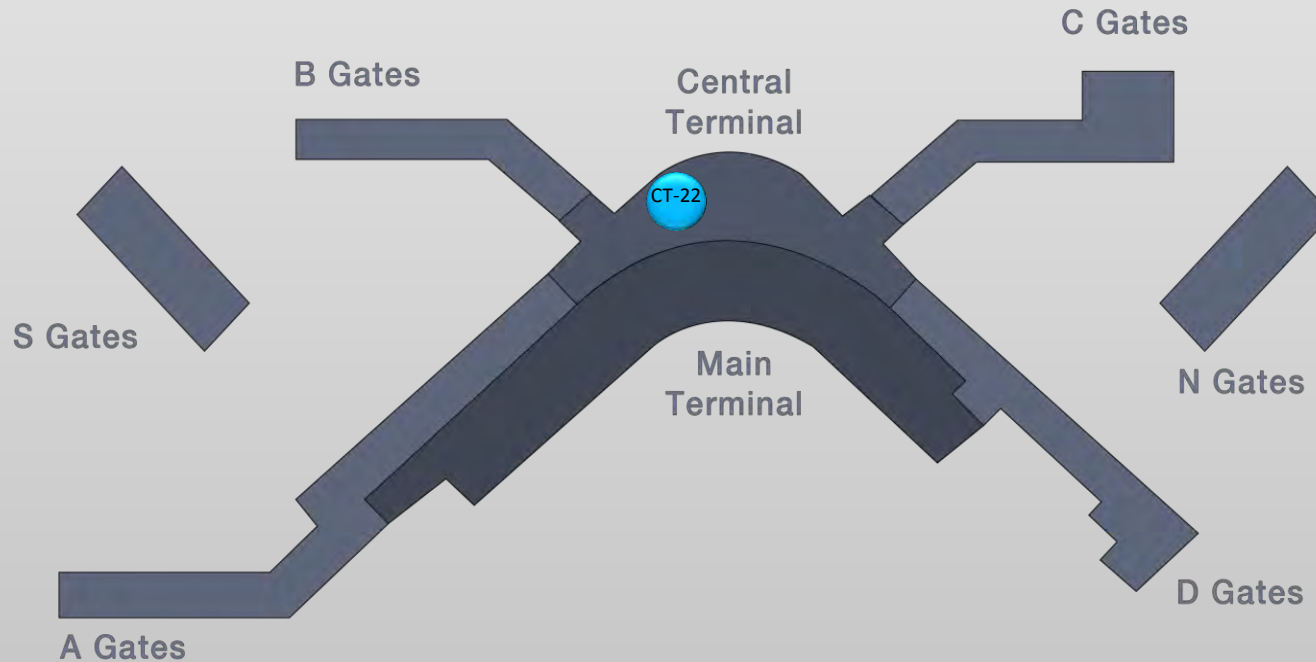 C Gates
B Gates
Central
Terminal
CT-22
S Gates
Main
Terminal
N Gates
D Gates
A Gates